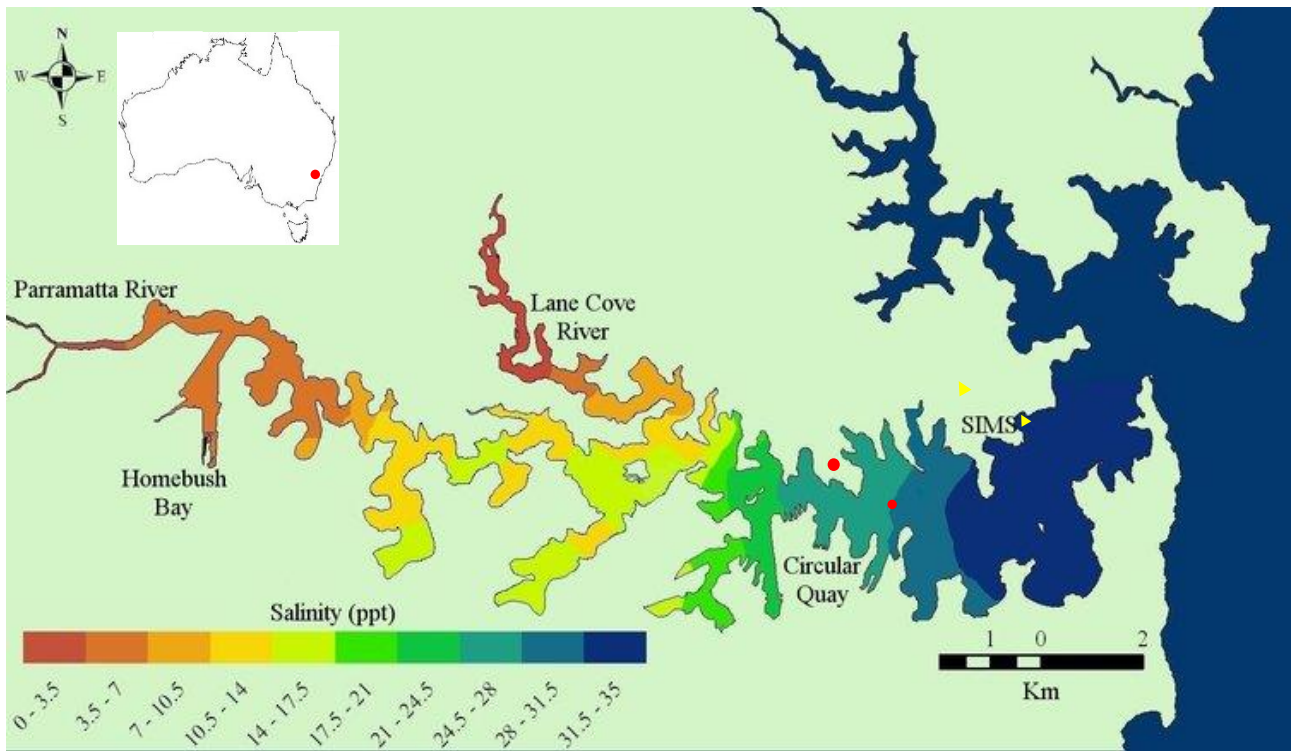 N
W E
S
Parramatta River
Lane Cove
River
Homebush
Bay
SIMS
Circular
Quay
Salinity (ppt)
0 - 3.5
3.5 - 7
7 - 10.5
10.5 - 14
14 - 17.5
17.5 - 21
21 - 24.5
24.5 - 28
28 - 31.5
31.5 - 35
1 0 2
Km